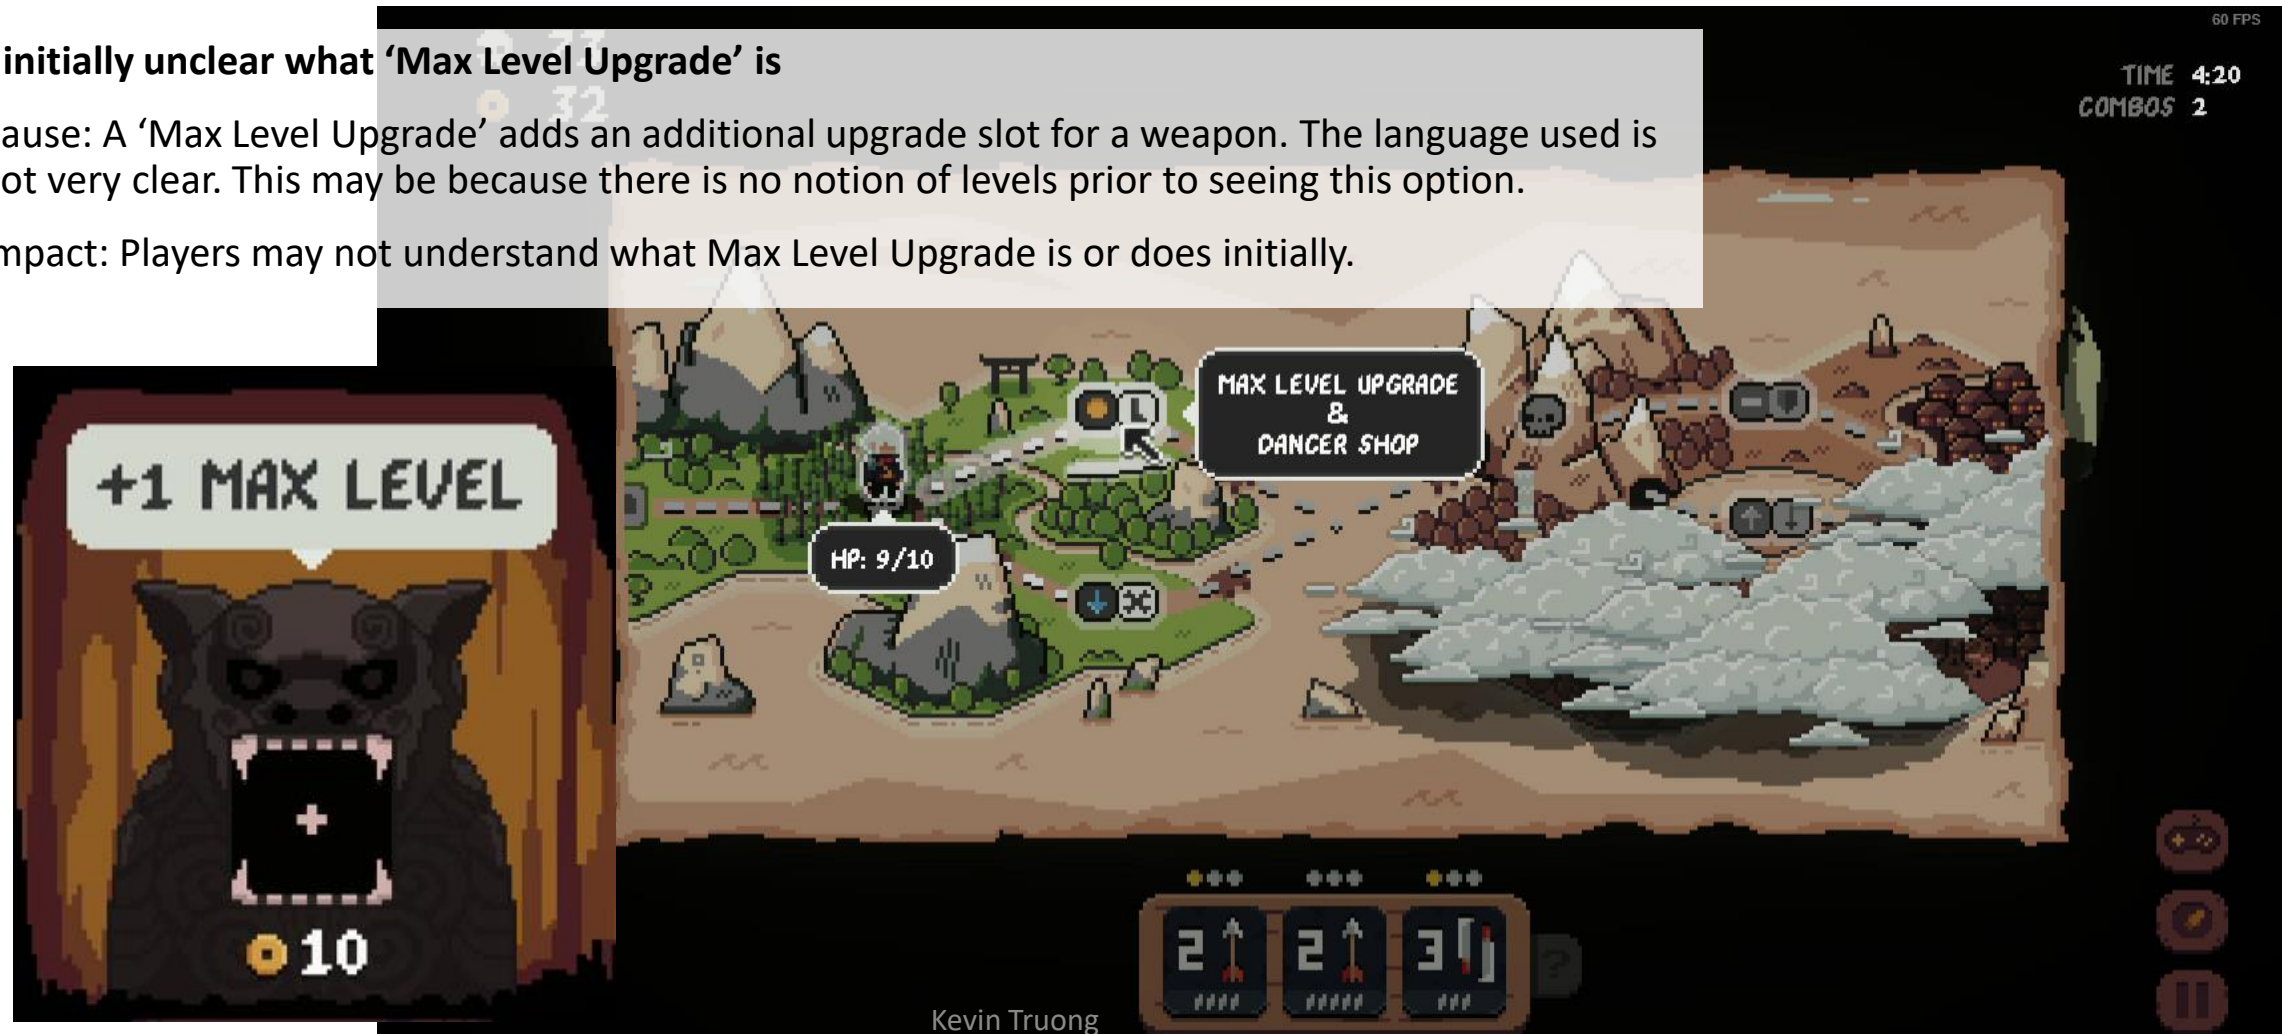 60 FPS
initially unclear what ‘Max Level Upgrade’ is
32
TIME 4:20
COMBOS 2
ause: A ‘Max Level Upgrade’ adds an additional upgrade slot for a weapon. The language used is
ot very clear. This may be because there is no notion of levels prior to seeing this option.
mpact: Players may not understand what Max Level Upgrade is or does initially.
MAX LEVEL UPGRADE
&
DANCER SHOP
L
+1 MAX LEVEL
HP: 9/10
+
10
2 2 3
?
Kevin Truong